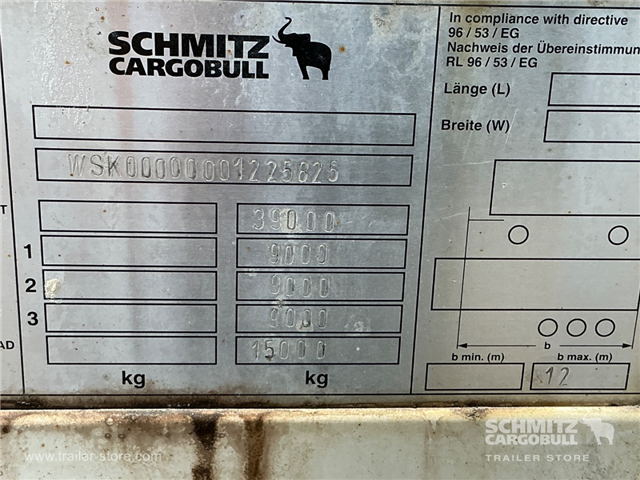 SCHMITZ
CARGOBULL
WSK00000001225825
T 39000
1 9000
2 9000
3 9000
AD 15000
kg kg
In compliance with directive
96 / 53 / EG
Nachweis der Übereinstimmu
RL 96 / 53 / EG
Länge (L)
Breite (W)
b
b min. (m) b max. (m)
12
SCHMITZ
CARGOBULL
TRAILER STORE
www.trailer-store.com